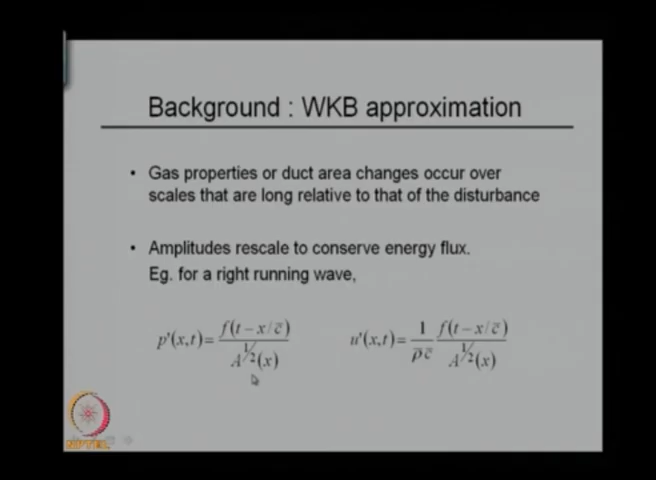 Background : WKB approximation
• Gas properties or duct area changes occur over
scales that are long relative to that of the disturbance
• Amplitudes rescale to conserve energy flux.
Eg. for a right running wave,
p'(x,t)= f(t − x/c̄) / A^½(x)    u'(x,t)= 1/(ρ̄c̄) f(t − x/c̄) / A^½(x)
NPTEL